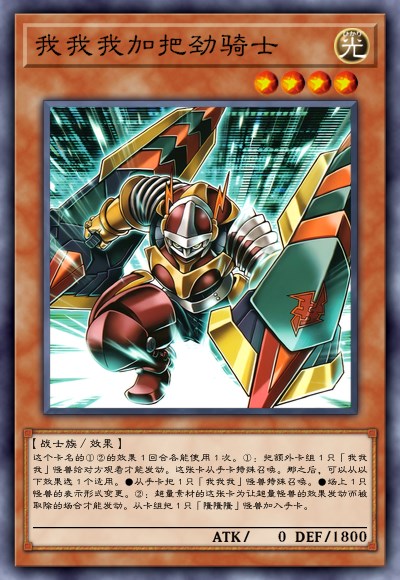 我我我加把劲骑士
光
ひかり
【战士族／效果】
这个卡名的①②的效果1回合各能使用1次。①：把额外卡组1只「我我
我」怪兽给对方观看才能发动。这张卡从手卡特殊召唤。那之后，可以从以
下效果选1个适用。●从手卡把1只「我我我」怪兽特殊召唤。●场上1只
怪兽的表示形式变更。②：超量素材的这张卡为让超量怪兽的效果发动而被
取除的场合才能发动。从卡组把1只「隆隆隆」怪兽加入手卡。
ATK/ 0 DEF/1800